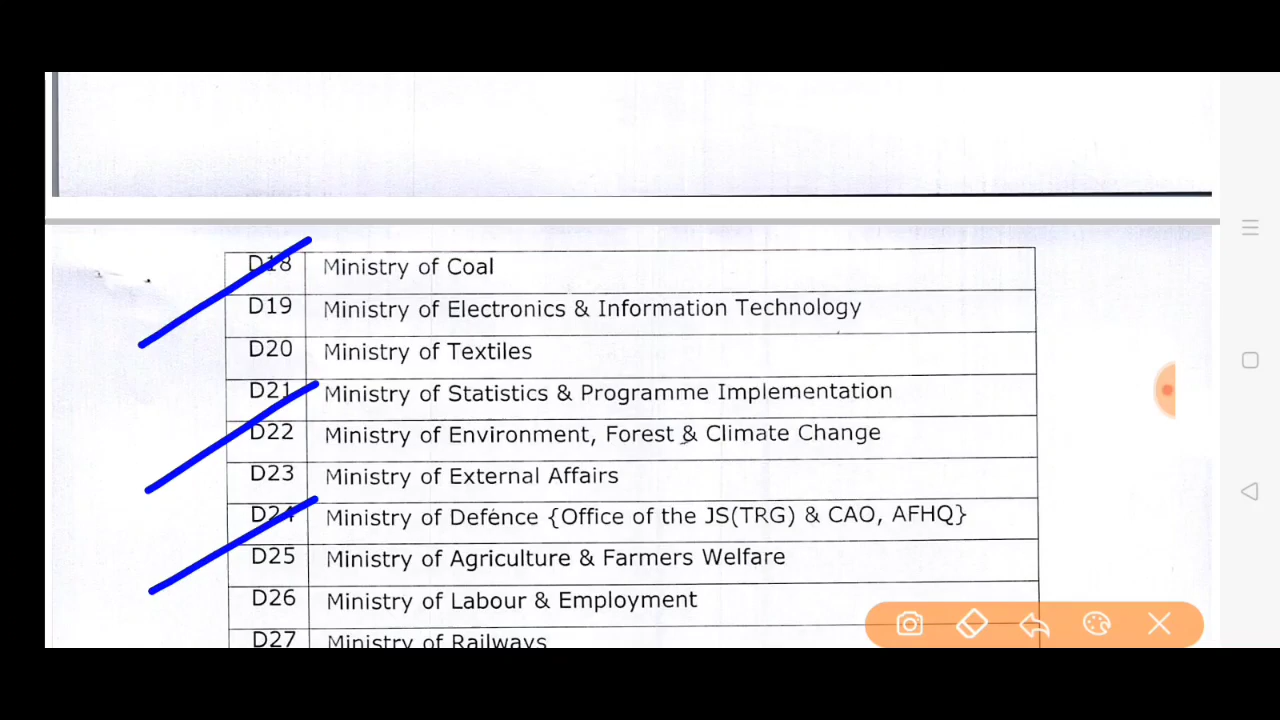 D18 Ministry of Coal
D19 Ministry of Electronics & Information Technology
D20 Ministry of Textiles
D21 Ministry of Statistics & Programme Implementation
D22 Ministry of Environment, Forest & Climate Change
D23 Ministry of External Affairs
D24 Ministry of Defence {Office of the JS(TRG) & CAO, AFHQ}
D25 Ministry of Agriculture & Farmers Welfare
D26 Ministry of Labour & Employment
D27 Ministry of Railways